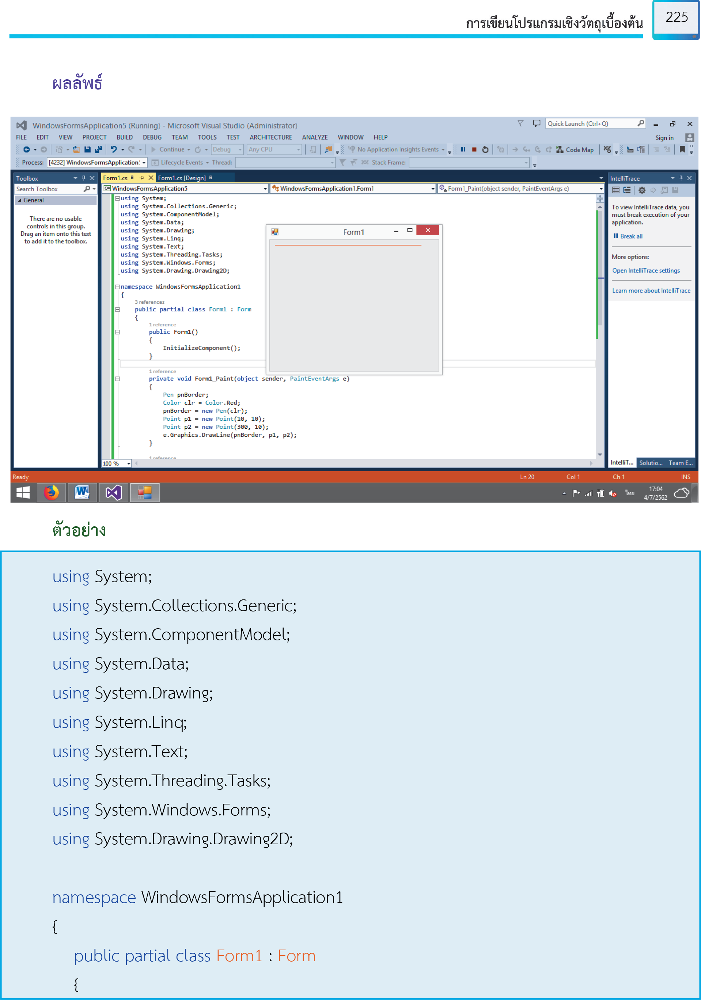 การเขียนโปรแกรมเชิงวัตถุเบื้องต้น
225
ผลลัพธ์
WindowsFormsApplication5 (Running) - Microsoft Visual Studio (Administrator)
Quick Launch (Ctrl+Q)
FILE EDIT VIEW PROJECT BUILD DEBUG TEAM TOOLS TEST ARCHITECTURE ANALYZE WINDOW HELP
Sign in
Continue Debug Any CPU No Application Insights Events Code Map
Process: [4232] WindowsFormsApplication! Lifecycle Events Thread: Stack Frame:
Toolbox
Search Toolbox
General
There are no usable
controls in this group.
Drag an item onto this text
to add it to the toolbox.
Form1.cs Form1.cs [Design]
WindowsFormsApplication5 WindowsFormsApplication1.Form1 Form1_Paint(object sender, PaintEventArgs e)
using System;
using System.Collections.Generic;
using System.ComponentModel;
using System.Data;
using System.Drawing;
using System.Linq;
using System.Text;
using System.Threading.Tasks;
using System.Windows.Forms;
using System.Drawing.Drawing2D;
namespace WindowsFormsApplication1
{
3 references
public partial class Form1 : Form
{
1 reference
public Form1()
{
InitializeComponent();
}
1 reference
private void Form1_Paint(object sender, PaintEventArgs e)
{
Pen pnBorder;
Color clr = Color.Red;
pnBorder = new Pen(clr);
Point p1 = new Point(10, 10);
Point p2 = new Point(300, 10);
e.Graphics.DrawLine(pnBorder, p1, p2);
}
1 reference
100 %
Form1
IntelliTrace
To view IntelliTrace data, you
must break execution of your
application.
Break all
More options:
Open IntelliTrace settings
Learn more about IntelliTrace
IntelliT... Solutio... Team E...
Ready Ln 20 Col 1 Ch 1 INS
ไทย
17:04
4/7/2562
ตัวอย่าง
using System;
using System.Collections.Generic;
using System.ComponentModel;
using System.Data;
using System.Drawing;
using System.Linq;
using System.Text;
using System.Threading.Tasks;
using System.Windows.Forms;
using System.Drawing.Drawing2D;
namespace WindowsFormsApplication1
{
public partial class Form1 : Form
{